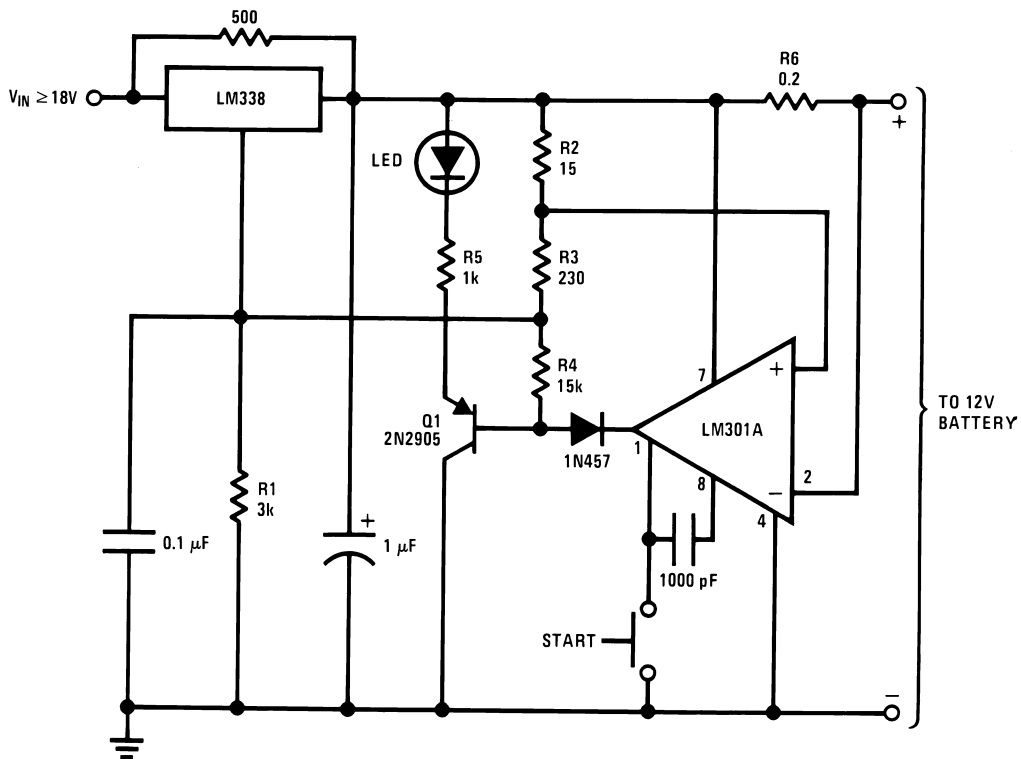 500
V_IN ≥ 18V
LM338
R6
0.2
+
LED
R2
15
R5
1k
R3
230
R4
15k
7
+
LM301A
TO 12V
BATTERY
Q1
2N2905
1N457
1
8
2
−
4
R1
3k
0.1 μF
+
1 μF
1000 pF
START
−